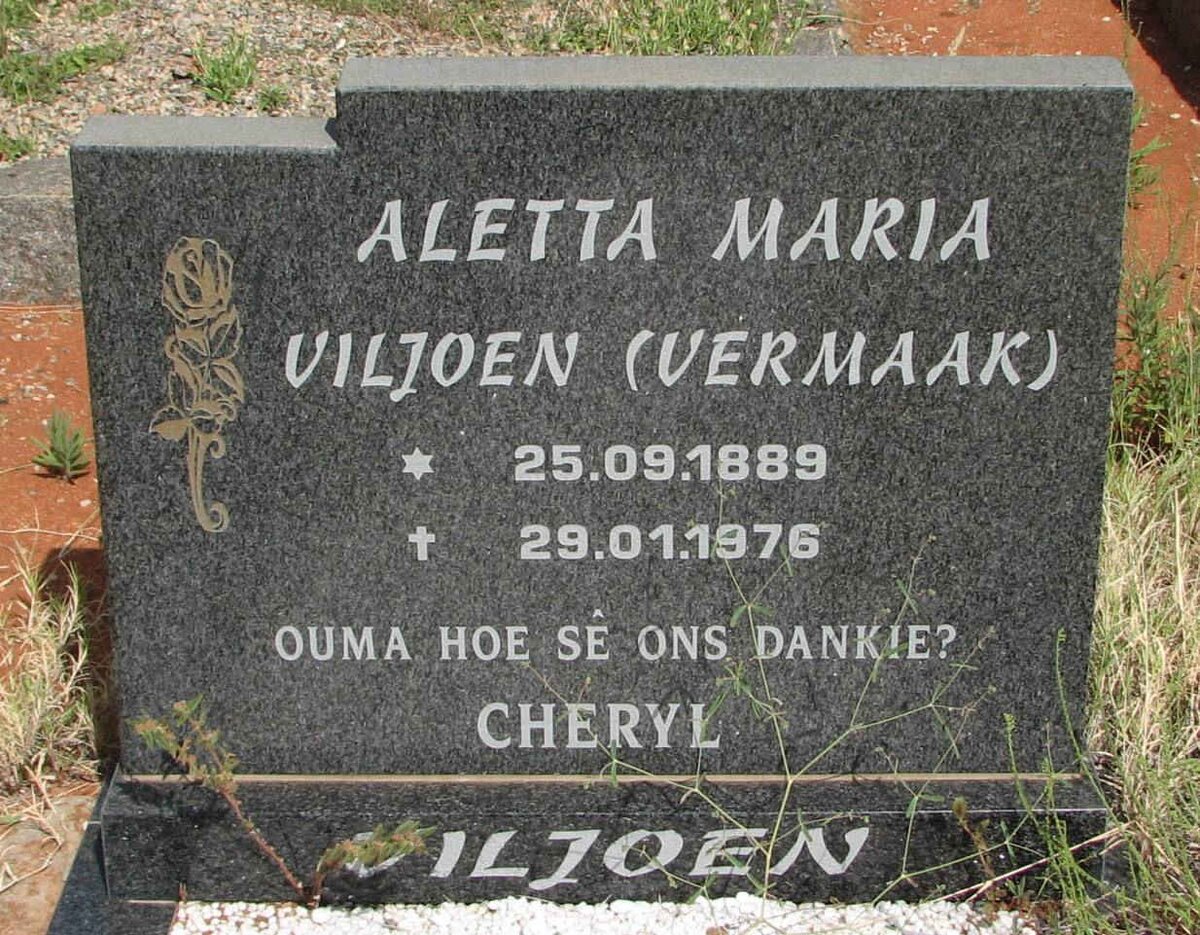 ALETTA MARIA
VILJOEN (VERMAAK)
✡ 25.09.1889
✝ 29.01.1976
OUMA HOE SÊ ONS DANKIE?
CHERYL
VILJOEN